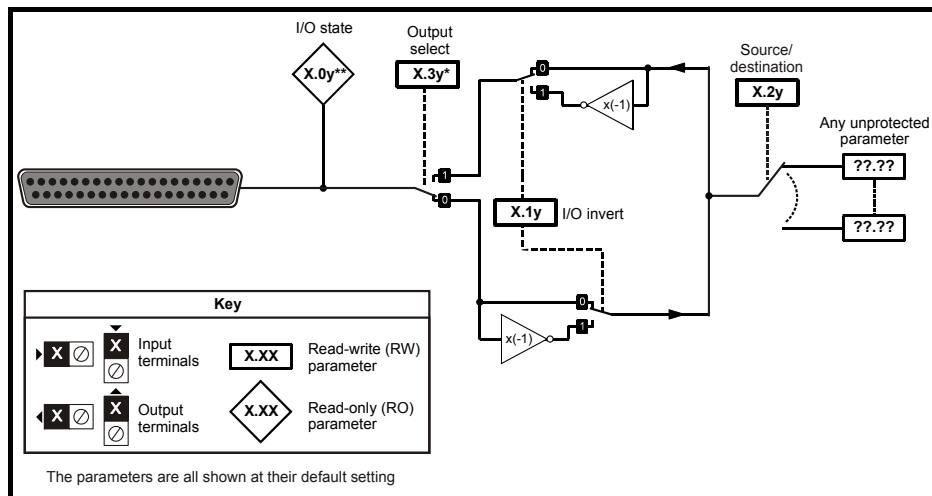 I/O state
X.0y**
Output
select
X.3y*
0
1
x(-1)
Source/
destination
X.2y
Any unprotected
parameter
??.??
??.??
1
0
X.1y
I/O invert
0
1
x(-1)
Key
X
X
Input
terminals
X.XX
Read-write (RW)
parameter
X
X
Output
terminals
X.XX
Read-only (RO)
parameter
The parameters are all shown at their default setting